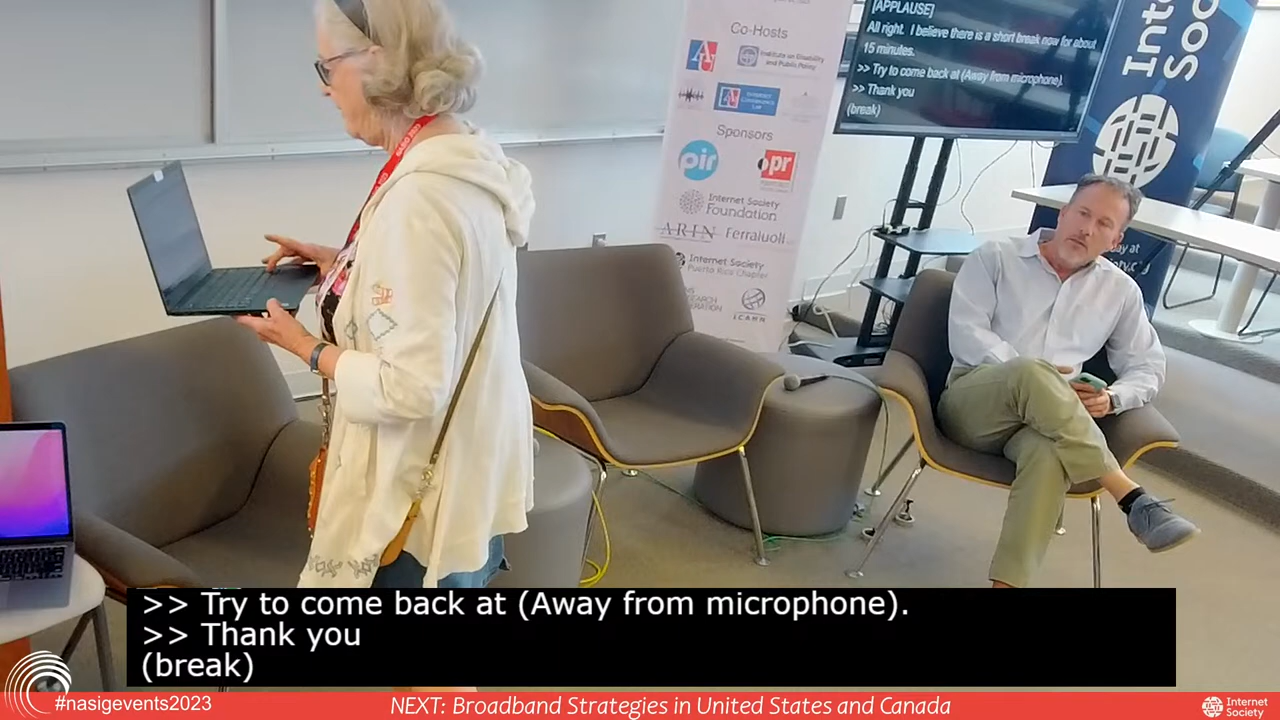 [APPLAUSE]
All right. I believe there is a short break now for about
15 minutes.
>> Try to come back at (Away from microphone).
>> Thank you
(break)
Co-Hosts
Institute on Disability
and Public Policy
Sponsors
pir
pr
Internet Society
Foundation
ARIN
Ferraiuoli
Internet Society
Puerto Rico Chapter
ICANN
>> Try to come back at (Away from microphone).
>> Thank you
(break)
#nasigevents2023
NEXT: Broadband Strategies in United States and Canada
Internet
Society